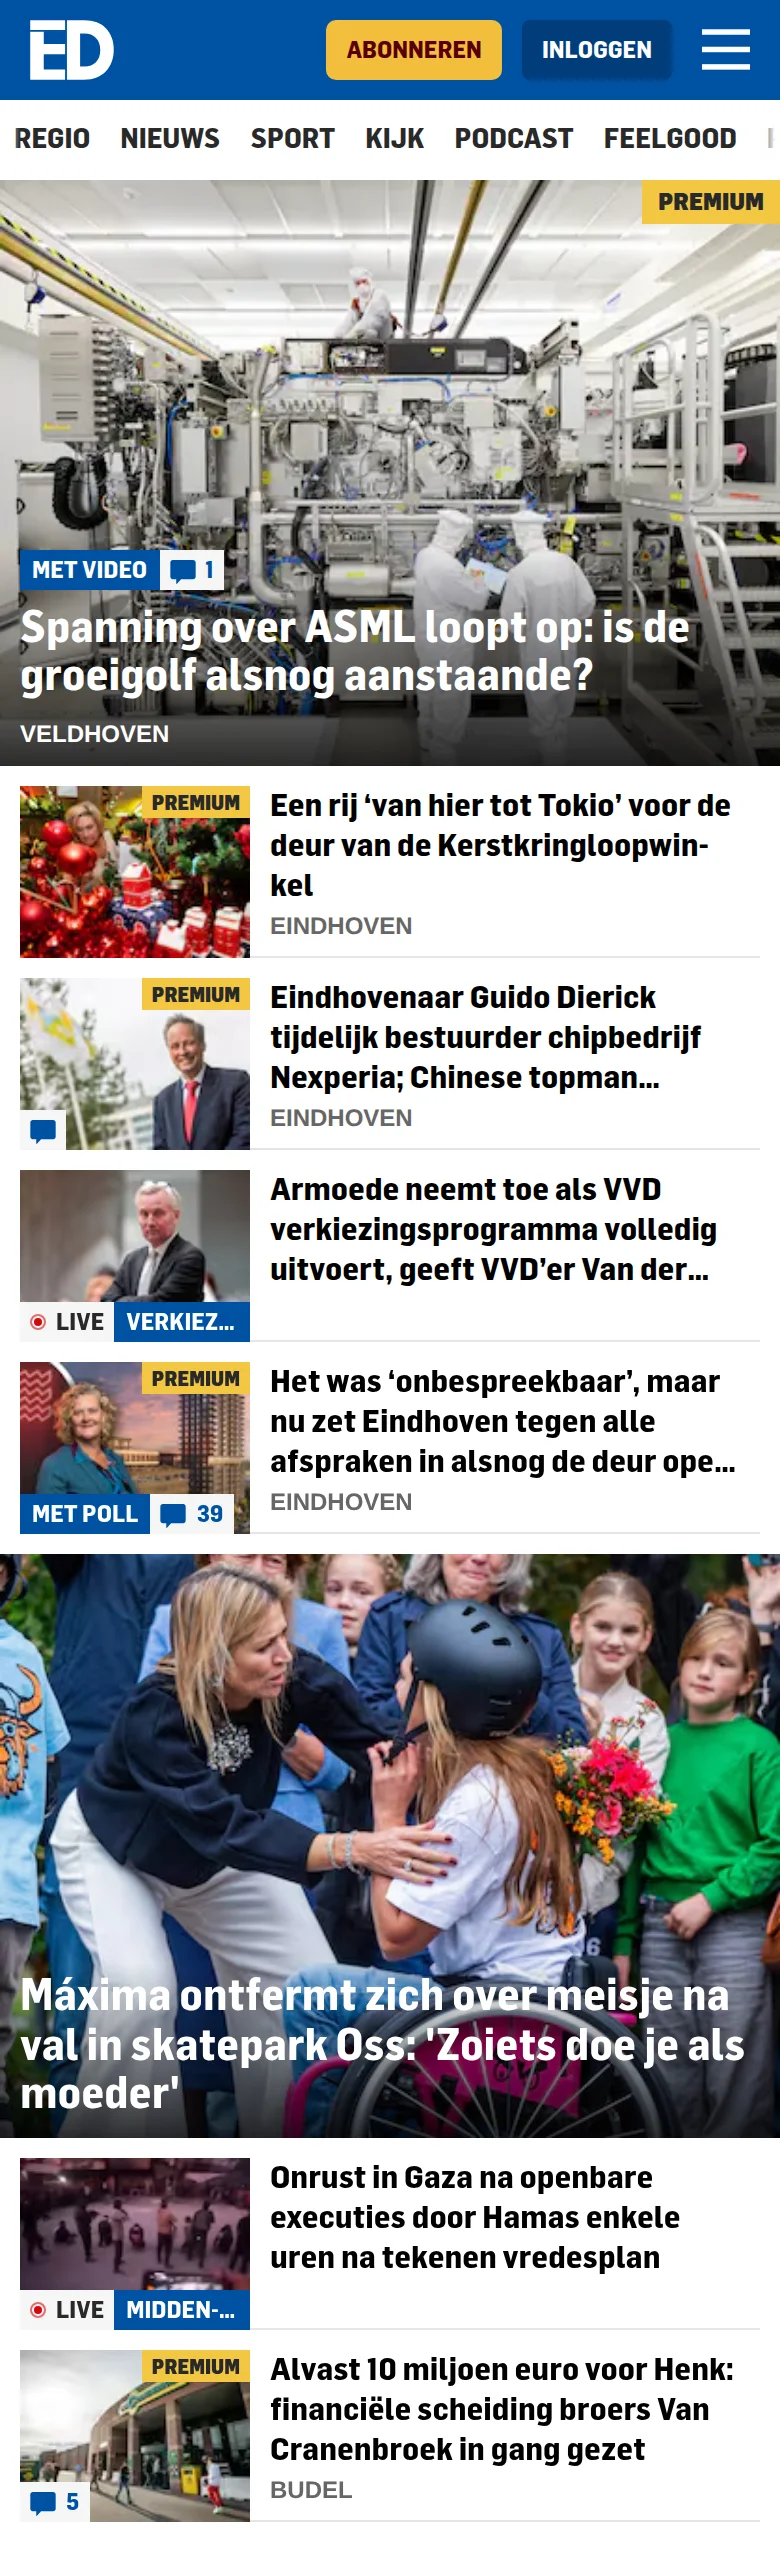 ED
ABONNEREN
INLOGGEN
REGIO NIEUWS SPORT KIJK PODCAST FEELGOOD
PREMIUM
MET VIDEO 1
Spanning over ASML loopt op: is de
groeigolf alsnog aanstaande?
VELDHOVEN
PREMIUM
Een rij ‘van hier tot Tokio’ voor de
deur van de Kerstkringloopwin-
kel
EINDHOVEN
PREMIUM
Eindhovenaar Guido Dierick
tijdelijk bestuurder chipbedrijf
Nexperia; Chinese topman...
EINDHOVEN
LIVE VERKIEZ...
Armoede neemt toe als VVD
verkiezingsprogramma volledig
uitvoert, geeft VVD’er Van der...
PREMIUM
MET POLL 39
Het was ‘onbespreekbaar’, maar
nu zet Eindhoven tegen alle
afspraken in alsnog de deur ope...
EINDHOVEN
Máxima ontfermt zich over meisje na
val in skatepark Oss: 'Zoiets doe je als
moeder'
LIVE MIDDEN-...
Onrust in Gaza na openbare
executies door Hamas enkele
uren na tekenen vredesplan
PREMIUM
5
Alvast 10 miljoen euro voor Henk:
financiële scheiding broers Van
Cranenbroek in gang gezet
BUDEL